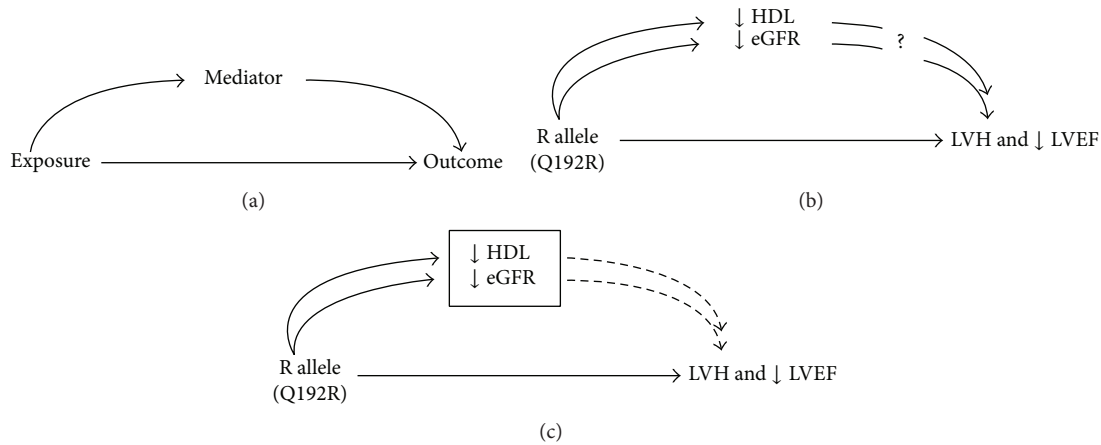 Mediator
Exposure
Outcome
(a)
↓ HDL
↓ eGFR
?
R allele
(Q192R)
LVH and ↓ LVEF
(b)
↓ HDL
↓ eGFR
R allele
(Q192R)
LVH and ↓ LVEF
(c)